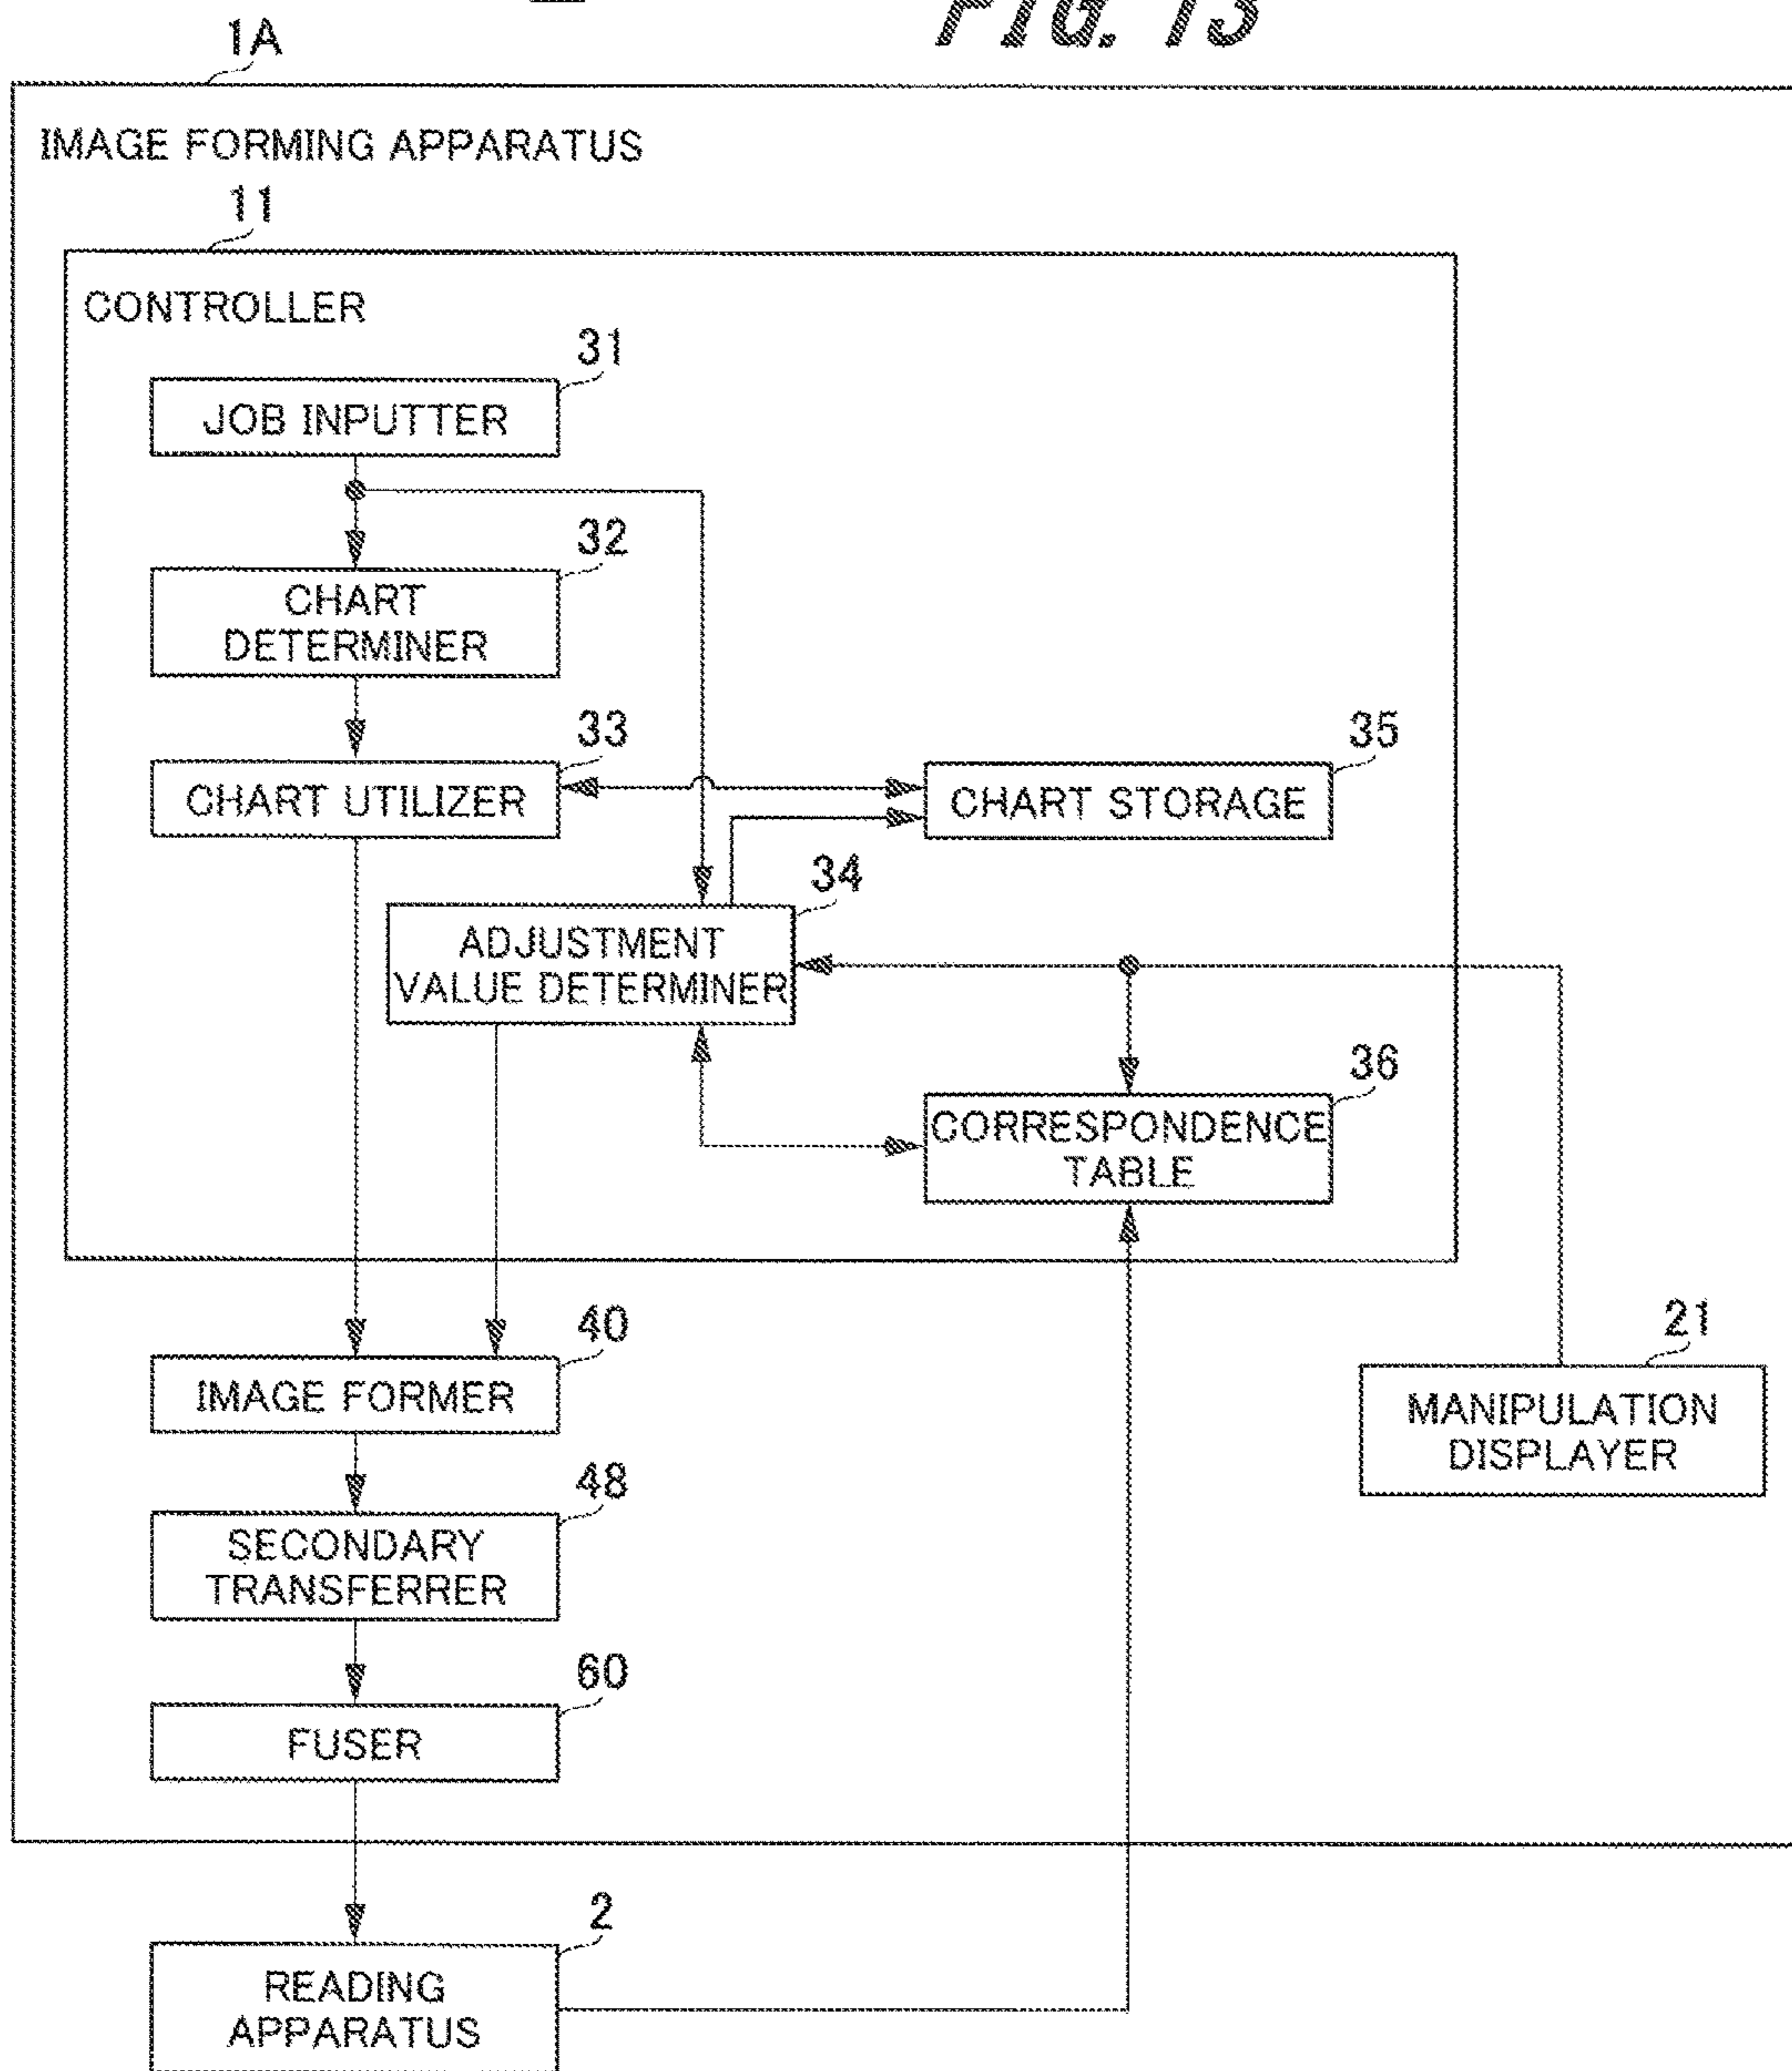 FIG. 13
1A
IMAGE FORMING APPARATUS
11
CONTROLLER
31
JOB INPUTTER
32
CHART
DETERMINER
33
CHART UTILIZER
35
CHART STORAGE
34
ADJUSTMENT
VALUE DETERMINER
36
CORRESPONDENCE
TABLE
40
IMAGE FORMER
21
MANIPULATION
DISPLAYER
48
SECONDARY
TRANSFERRER
60
FUSER
2
READING
APPARATUS